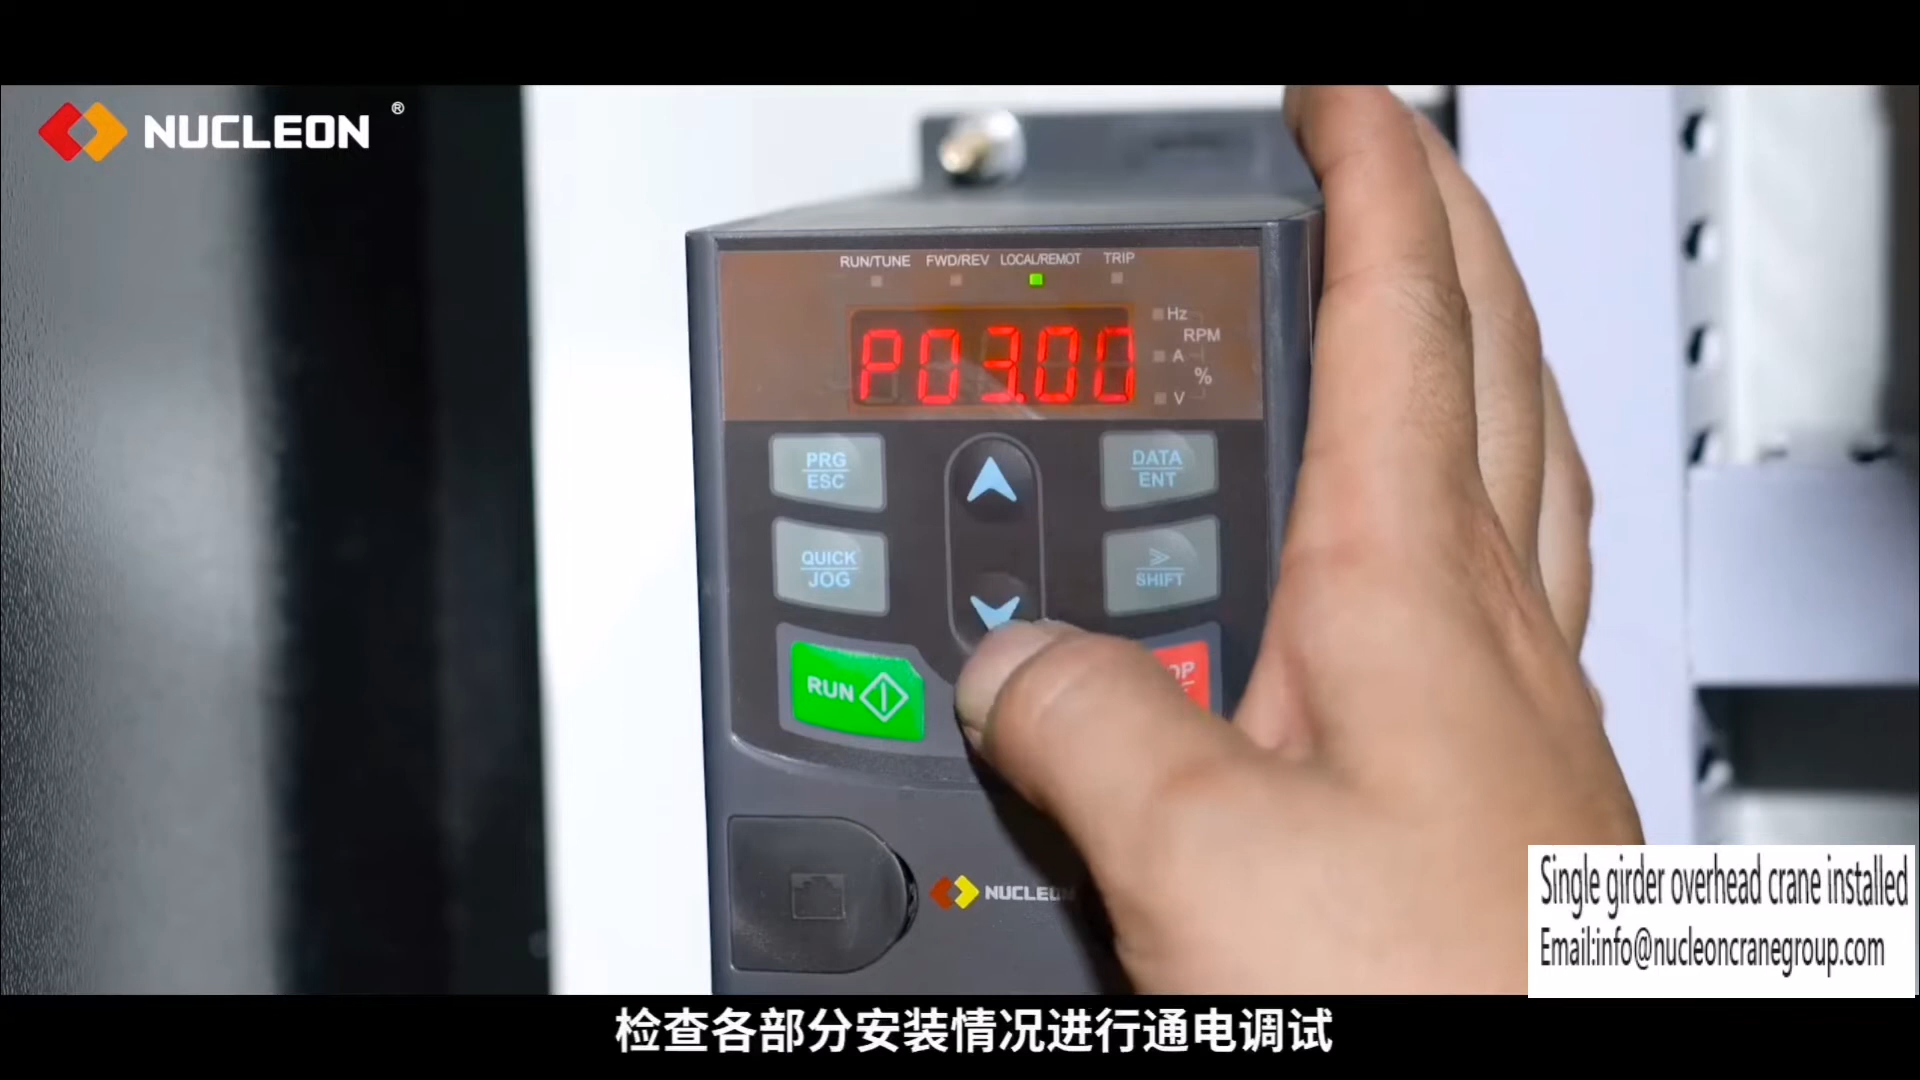 NUCLEON ®
RUN/TUNE FWD/REV LOCAL/REMOT TRIP
Hz
RPM
A
%
V
P03.00
PRG
ESC
DATA
ENT
QUICK
JOG
SHIFT
RUN
NUCLEON
Single girder overhead crane installed
Email:info@nucleoncranegroup.com
检查各部分安装情况进行通电调试